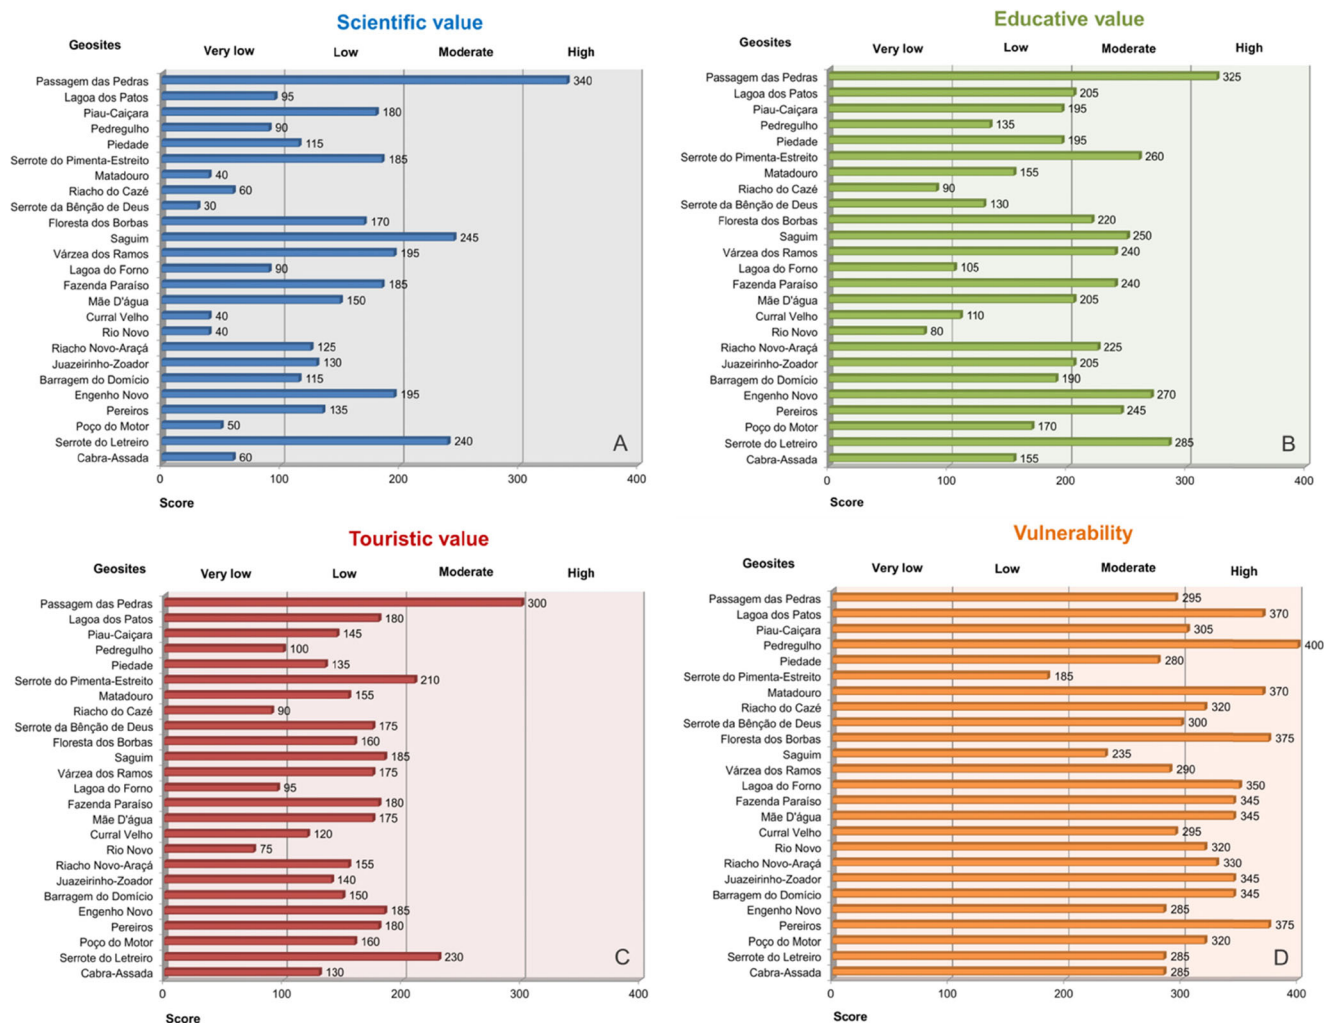 Scientific value
Geosites Very low Low Moderate High
Passagem das Pedras 340
Lagoa dos Patos 95
Piau-Caiçara 180
Pedregulho 90
Piedade 115
Serrote do Pimenta-Estreito 185
Matadouro 40
Riacho do Cazé 60
Serrote da Bênção de Deus 30
Floresta dos Borbas 170
Saguim 245
Várzea dos Ramos 195
Lagoa do Forno 90
Fazenda Paraíso 185
Mãe D'água 150
Curral Velho 40
Rio Novo 40
Riacho Novo-Araçá 125
Juazeirinho-Zoador 130
Barragem do Domício 115
Engenho Novo 195
Pereiros 135
Poço do Motor 50
Serrote do Letreiro 240
Cabra-Assada 60
A
0 100 200 300 400
Score
Educative value
Geosites Very low Low Moderate High
Passagem das Pedras 325
Lagoa dos Patos 205
Piau-Caiçara 195
Pedregulho 135
Piedade 195
Serrote do Pimenta-Estreito 260
Matadouro 155
Riacho do Cazé 90
Serrote da Bênção de Deus 130
Floresta dos Borbas 220
Saguim 250
Várzea dos Ramos 240
Lagoa do Forno 105
Fazenda Paraíso 240
Mãe D'água 205
Curral Velho 110
Rio Novo 80
Riacho Novo-Araçá 225
Juazeirinho-Zoador 205
Barragem do Domício 190
Engenho Novo 270
Pereiros 245
Poço do Motor 170
Serrote do Letreiro 285
Cabra-Assada 155
B
0 100 200 300 400
Score
Touristic value
Geosites Very low Low Moderate High
Passagem das Pedras 300
Lagoa dos Patos 180
Piau-Caiçara 145
Pedregulho 100
Piedade 135
Serrote do Pimenta-Estreito 210
Matadouro 155
Riacho do Cazé 90
Serrote da Bênção de Deus 175
Floresta dos Borbas 160
Saguim 185
Várzea dos Ramos 175
Lagoa do Forno 95
Fazenda Paraíso 180
Mãe D'água 175
Curral Velho 120
Rio Novo 75
Riacho Novo-Araçá 155
Juazeirinho-Zoador 140
Barragem do Domício 150
Engenho Novo 185
Pereiros 180
Poço do Motor 160
Serrote do Letreiro 230
Cabra-Assada 130
C
0 100 200 300 400
Score
Vulnerability
Geosites Very low Low Moderate High
Passagem das Pedras 295
Lagoa dos Patos 370
Piau-Caiçara 305
Pedregulho 400
Piedade 280
Serrote do Pimenta-Estreito 185
Matadouro 370
Riacho do Cazé 320
Serrote da Bênção de Deus 300
Floresta dos Borbas 375
Saguim 235
Várzea dos Ramos 290
Lagoa do Forno 350
Fazenda Paraíso 345
Mãe D'água 345
Curral Velho 295
Rio Novo 320
Riacho Novo-Araçá 330
Juazeirinho-Zoador 345
Barragem do Domício 345
Engenho Novo 285
Pereiros 375
Poço do Motor 320
Serrote do Letreiro 285
Cabra-Assada 285
D
0 100 200 300 400
Score